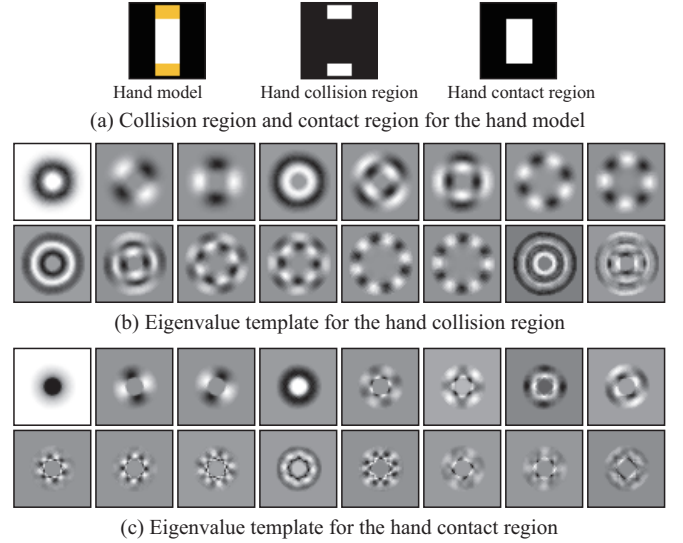 Hand model
Hand collision region
Hand contact region
(a) Collision region and contact region for the hand model
(b) Eigenvalue template for the hand collision region
(c) Eigenvalue template for the hand contact region